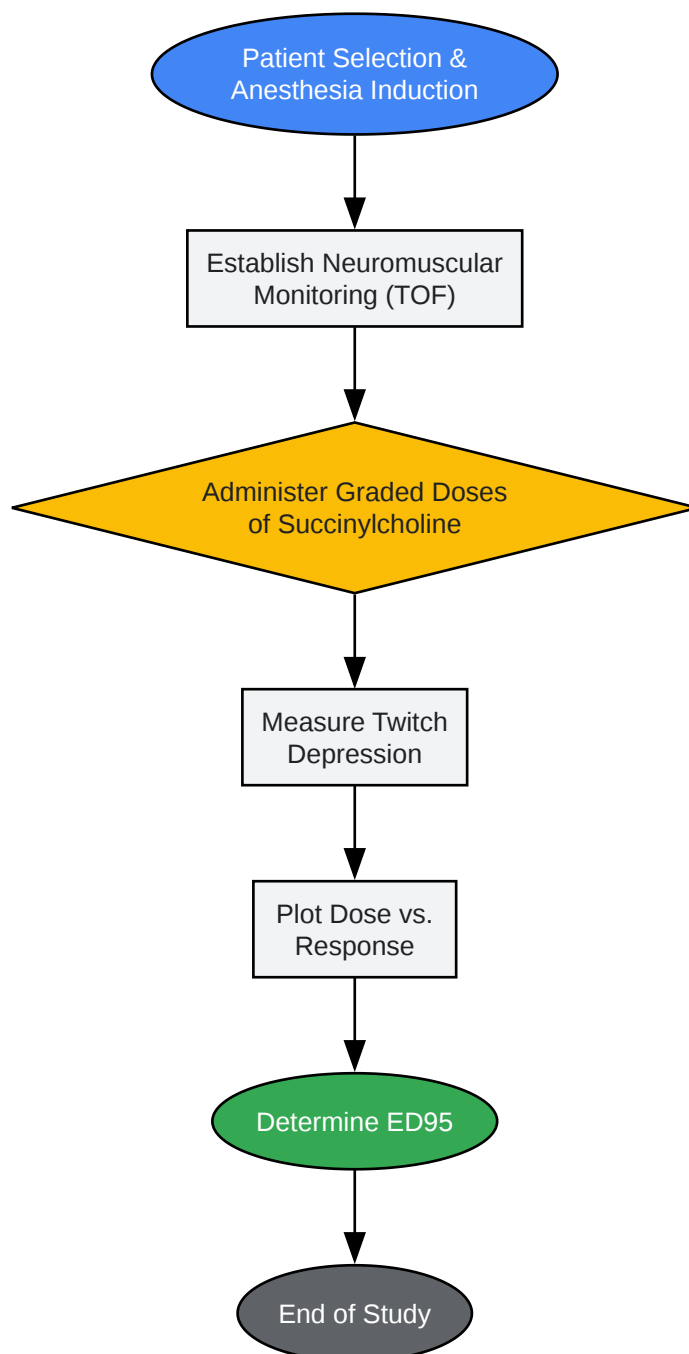 Patient Selection &
Anesthesia Induction
Establish Neuromuscular
Monitoring (TOF)
Administer Graded Doses
of Succinylcholine
Measure Twitch
Depression
Plot Dose vs.
Response
Determine ED95
End of Study